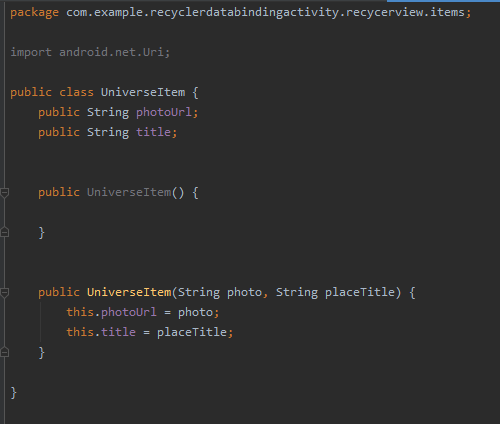 package com.example.recyclerdatabindingactivity.recycerview.items;
import android.net.Uri;
public class UniverseItem {
public String photoUrl;
public String title;
public UniverseItem() {
}
public UniverseItem(String photo, String placeTitle) {
this.photoUrl = photo;
this.title = placeTitle;
}
}